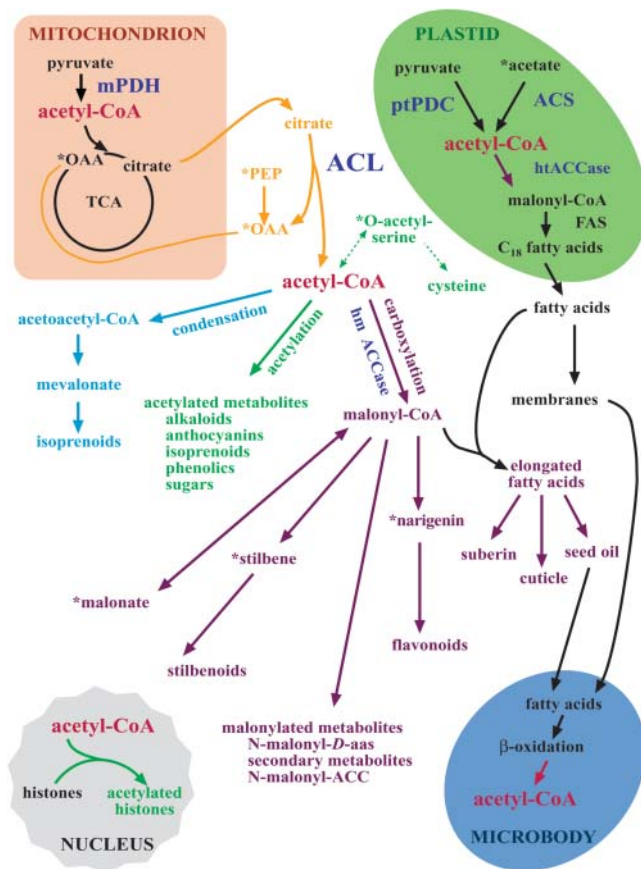 MITOCHONDRION
pyruvate
mPDH
acetyl-CoA
*OAA
citrate
TCA
citrate
ACL
*PEP
*OAA
PLASTID
pyruvate
*acetate
ptPDC
ACS
acetyl-CoA
htACCase
malonyl-CoA
FAS
C18 fatty acids
*O-acetyl-
serine
cysteine
acetyl-CoA
condensation
acetylation
carboxylation
hm ACCase
acetoacetyl-CoA
mevalonate
isoprenoids
acetylated metabolites
alkaloids
anthocyanins
isoprenoids
phenolics
sugars
malonyl-CoA
fatty acids
membranes
elongated
fatty acids
suberin
cuticle
seed oil
*narigenin
flavonoids
*stilbene
stilbenoids
*malonate
malonylated metabolites
N-malonyl-D-aas
secondary metabolites
N-malonyl-ACC
acetyl-CoA
histones
acetylated
histones
NUCLEUS
fatty acids
β-oxidation
acetyl-CoA
MICROBODY